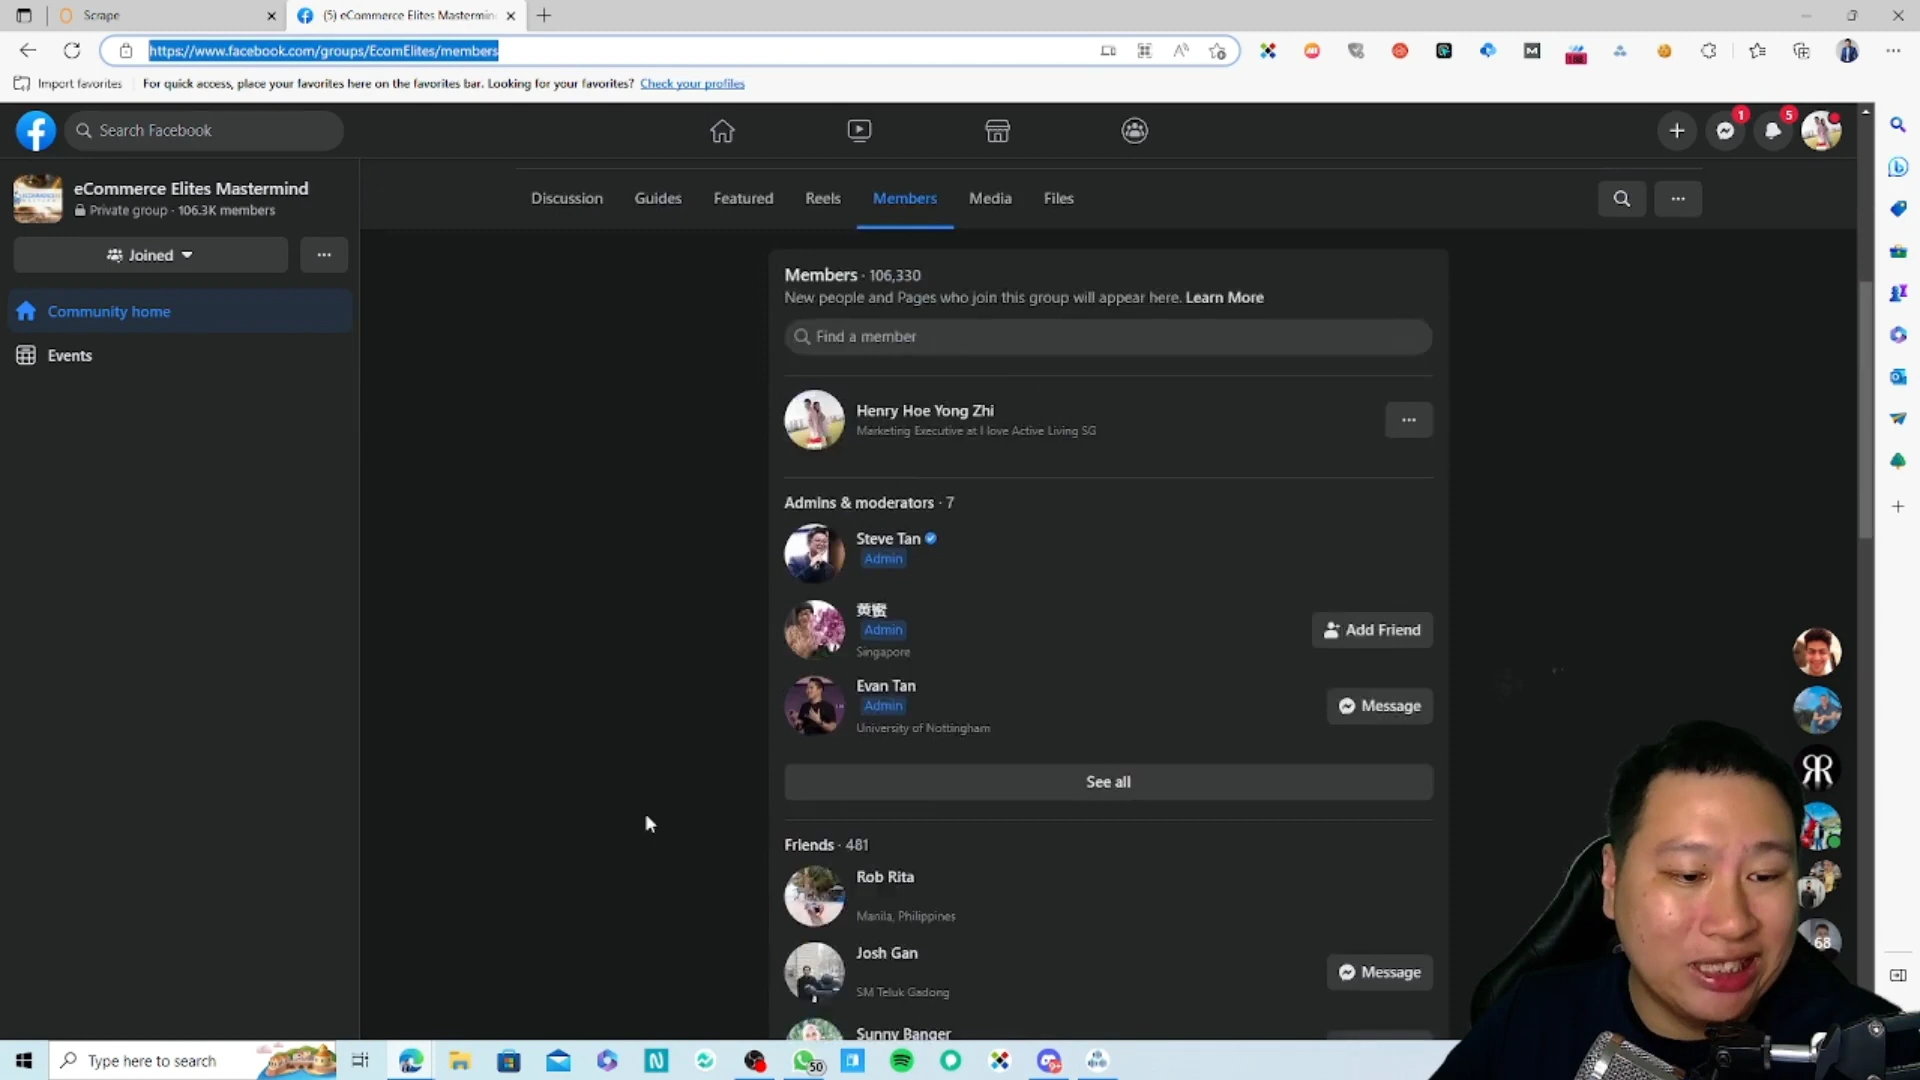 Scrape
(5) eCommerce Elites Mastermin
https://www.facebook.com/groups/EcomElites/members
Import favorites
For quick access, place your favorites here on the favorites bar. Looking for your favorites? Check your profiles
Search Facebook
1
5
eCommerce Elites Mastermind
Private group · 106.3K members
Joined
Community home
Events
Discussion
Guides
Featured
Reels
Members
Media
Files
Members · 106,330
New people and Pages who join this group will appear here. Learn More
Find a member
Henry Hoe Yong Zhi
Marketing Executive at I love Active Living SG
Admins & moderators · 7
Steve Tan
Admin
黄蜜
Admin
Singapore
Add Friend
Evan Tan
Admin
University of Nottingham
Message
See all
Friends · 481
Rob Rita
Manila, Philippines
Josh Gan
SM Teluk Gadong
Message
Sunny Banger
68
Type here to search
50